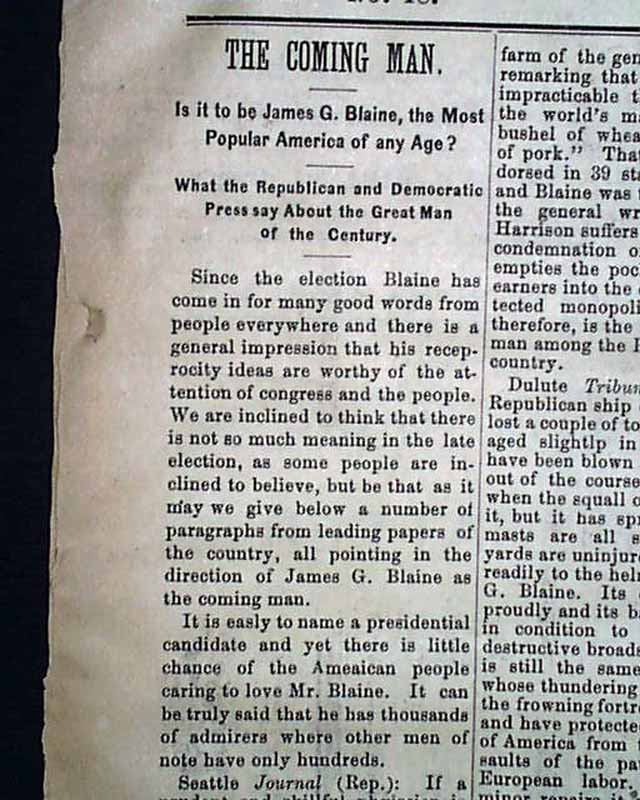 THE COMING MAN.
Is it to be James G. Blaine, the Most
Popular America of any Age?
What the Republican and Democratic
Press say About the Great Man
of the Century.
Since the election Blaine has
come in for many good words from
people everywhere and there is a
general impression that his recep-
rocity ideas are worthy of the at-
tention of congress and the people.
We are inclined to think that there
is not so much meaning in the late
election, as some people are in-
clined to believe, but be that as it
may we give below a number of
paragraphs from leading papers of
the country, all pointing in the
direction of James G. Blaine as
the coming man.
It is easly to name a presidential
candidate and yet there is little
chance of the Ameaican people
caring to love Mr. Blaine. It can
be truly said that he has thousands
of admirers where other men of
note have only hundreds.
Seattle Journal (Rep.): If a
farm of the gen
remarking that
impracticable t
the world's ma
bushel of whea
of pork." That
dorsed in 39 sta
and Blaine was
the general wr
Harrison suffers
condemnation o
empties the poc
earners into the
tected monopoli
therefore, is the
man among the
country.
Dulute Tribun
Republican ship
lost a couple of to
aged slightlp in
have been blown
out of the course
when the squall
it, but it has spr
masts are all s
yards are uninjure
readily to the hel
G. Blaine. Its
proudly and its b
in condition to
destructive broads
is still the same
whose thundering
the frowning fortr
and have protecte
of America from
saults of the pa
European labor.